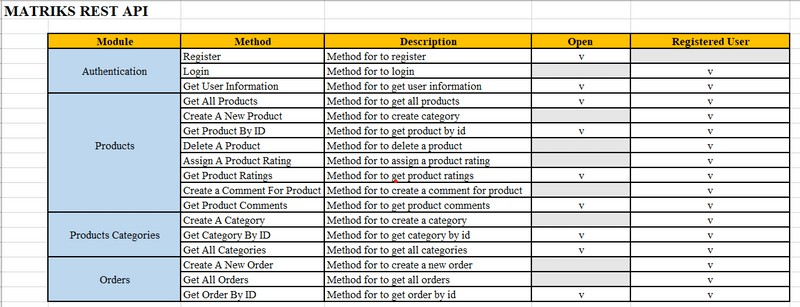 MATRIKS REST API
Module Method Description Open Registered User
Authentication Register Method for to register v
Login Method for to login v
Get User Information Method for to get user information v v
Products Get All Products Method for to get all products v v
Create A New Product Method for to create category v
Get Product By ID Method for to get product by id v v
Delete A Product Method for to delete a product v
Assign A Product Rating Method for to assign a product rating v
Get Product Ratings Method for to get product ratings v v
Create a Comment For Product Method for to create a comment for product v
Get Product Comments Method for to get product comments v v
Products Categories Create A Category Method for to create a category v
Get Category By ID Method for to get category by id v v
Get All Categories Method for to get all categories v v
Orders Create A New Order Method for to create a new order v
Get All Orders Method for to get all orders v
Get Order By ID Method for to get order by id v v